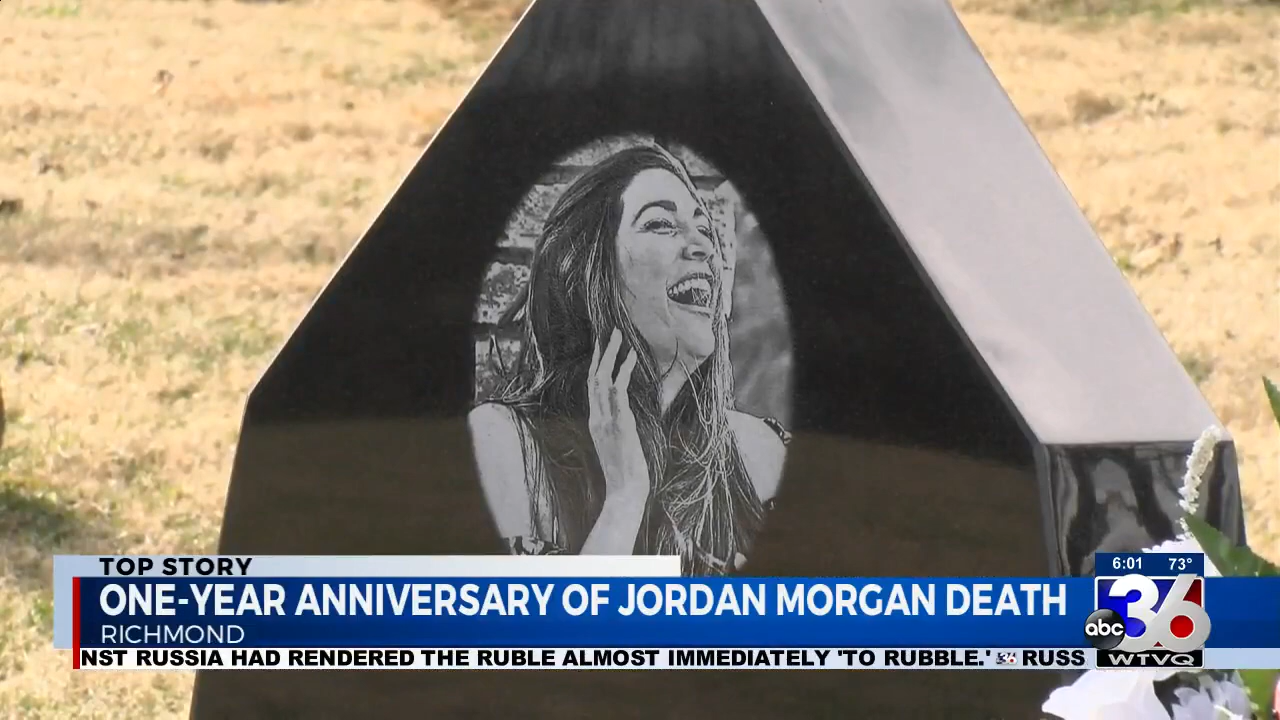 TOP STORY
ONE-YEAR ANNIVERSARY OF JORDAN MORGAN DEATH
RICHMOND
NST RUSSIA HAD RENDERED THE RUBLE ALMOST IMMEDIATELY 'TO RUBBLE.' 36 RUSS
6:01 73°
abc 36
WTVQ